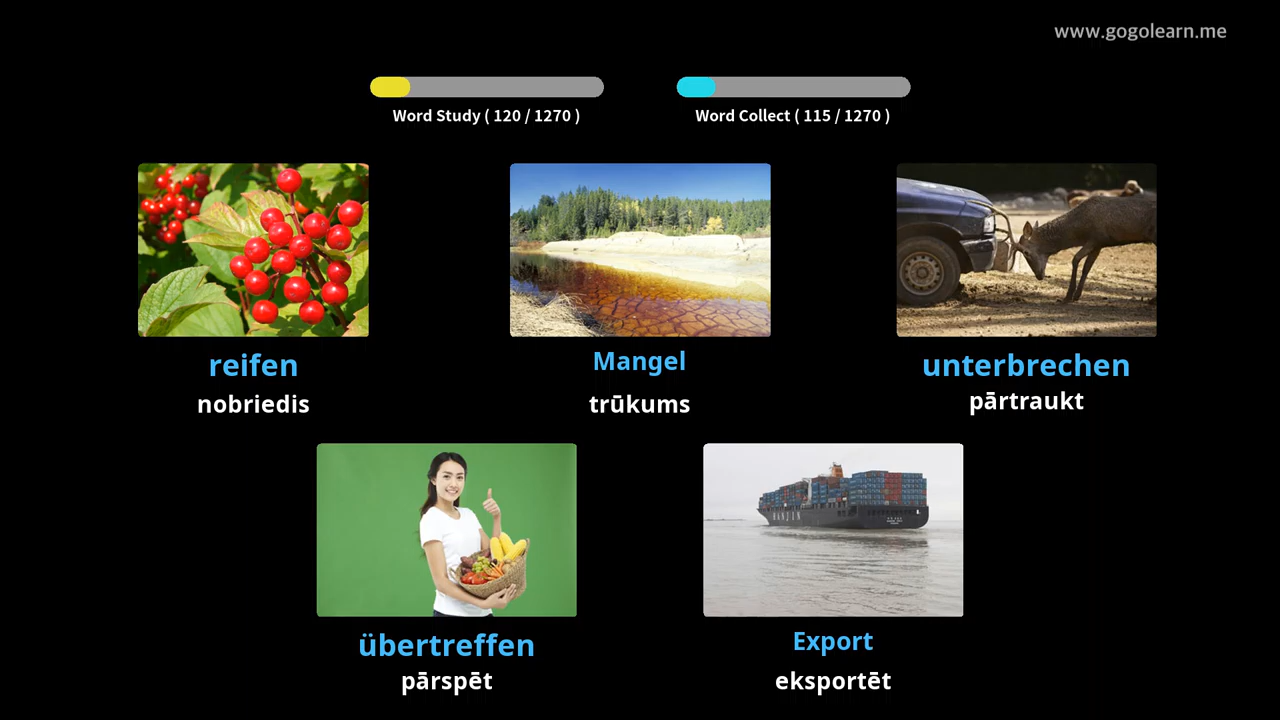 www.gogolearn.me
Word Study ( 120 / 1270 )
Word Collect ( 115 / 1270 )
reifen
nobriedis
Mangel
trūkums
unterbrechen
pārtraukt
übertreffen
pārspēt
Export
eksportēt